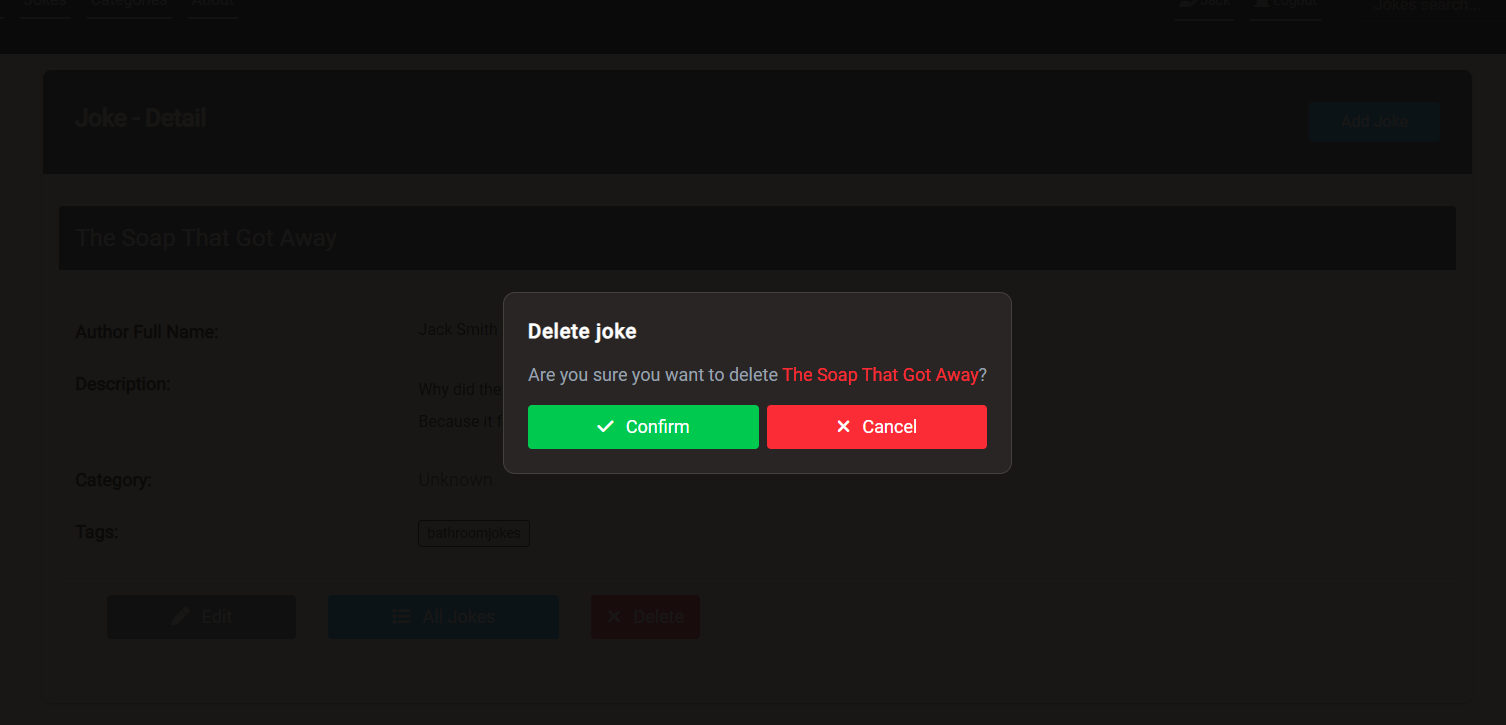 Jokes Categories About Jack Logout Jokes search...
Joke - Detail Add Joke
The Soap That Got Away
Delete joke
Author Full Name: Jack Smith
Are you sure you want to delete The Soap That Got Away?
Description: Why did the
Because it f
Confirm Cancel
Category: Unknown
Tags: bathroomjokes
Edit All Jokes Delete